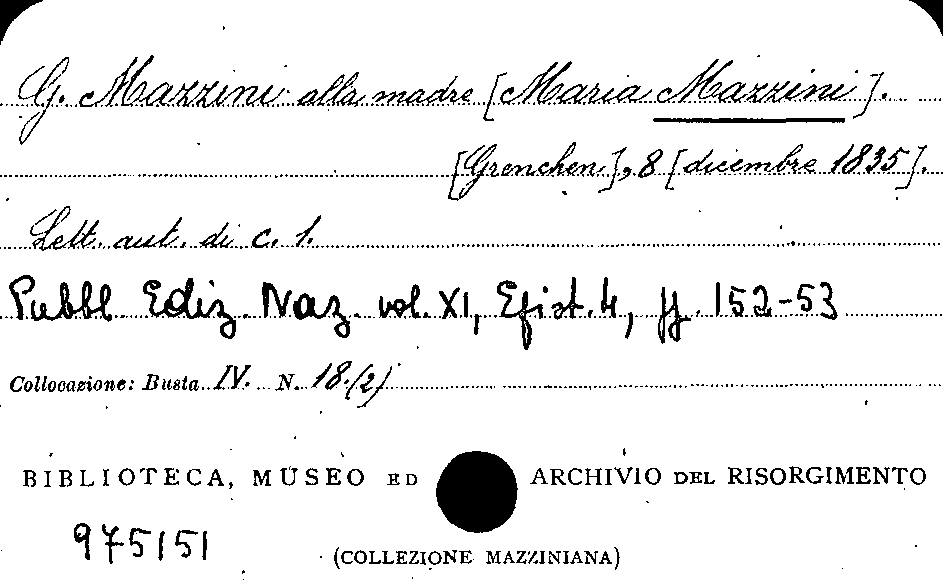 G. Mazzini alla madre [Maria Mazzini].
[Grenchen], 8 [dicembre 1835].
Lett. aut. di c. 1.
Pubbl. Ediz. Naz. vol. XI, Epist. 4, pp. 152-53
Collocazione: Busta IV. N. 18.(2)
BIBLIOTECA, MUSEO ED ARCHIVIO DEL RISORGIMENTO
975151
(COLLEZIONE MAZZINIANA)